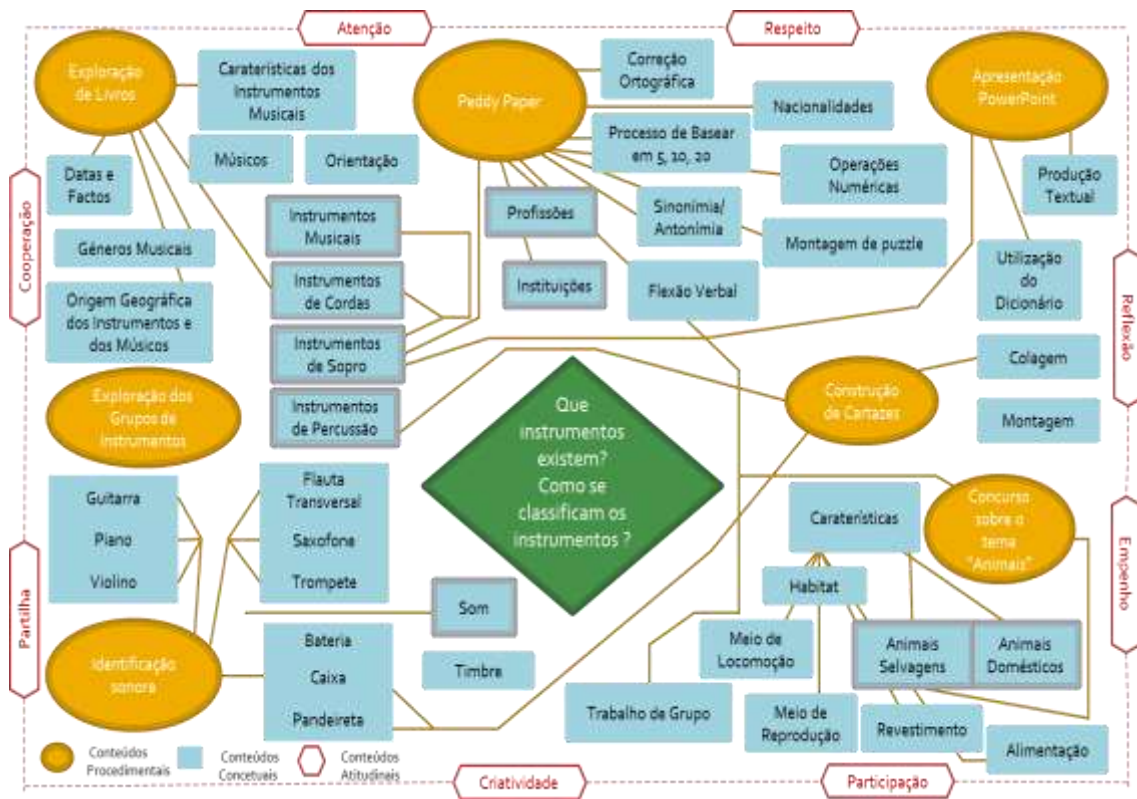 Atenção
Respeito
Exploração
de Livros
Caraterísticas dos
Instrumentos
Musicais
Peddy Paper
Correção
Ortográfica
Nacionalidades
Apresentação
PowerPoint
Datas e
Factos
Músicos
Orientação
Processo de Basear
em 5, 10, 20
Operações
Numéricas
Produção
Textual
Cooperação
Instrumentos
Musicais
Profissões
Sinonímia/
Antonímia
Géneros Musicais
Montagem de puzzle
Instrumentos
de Cordas
Instituições
Flexão Verbal
Utilização
do
Dicionário
Origem Geográfica
dos Instrumentos e
dos Músicos
Instrumentos
de Sopro
Reflexão
Colagem
Exploração dos
Grupos de
Instrumentos
Instrumentos
de Percussão
Construção
de Cartazes
Montagem
Que
instrumentos
existem?
Como se
classificam os
instrumentos ?
Guitarra
Piano
Violino
Flauta
Transversal
Saxofone
Trompete
Caraterísticas
Concurso
sobre o
tema
"Animais"
Empenho
Partilha
Som
Habitat
Identificação
sonora
Bateria
Caixa
Pandeireta
Timbre
Meio de
Locomoção
Animais
Selvagens
Animais
Domésticos
Trabalho de Grupo
Meio de
Reprodução
Revestimento
Alimentação
Conteúdos
Procedimentais
Conteúdos
Concetuais
Conteúdos
Atitudinais
Criatividade
Participação